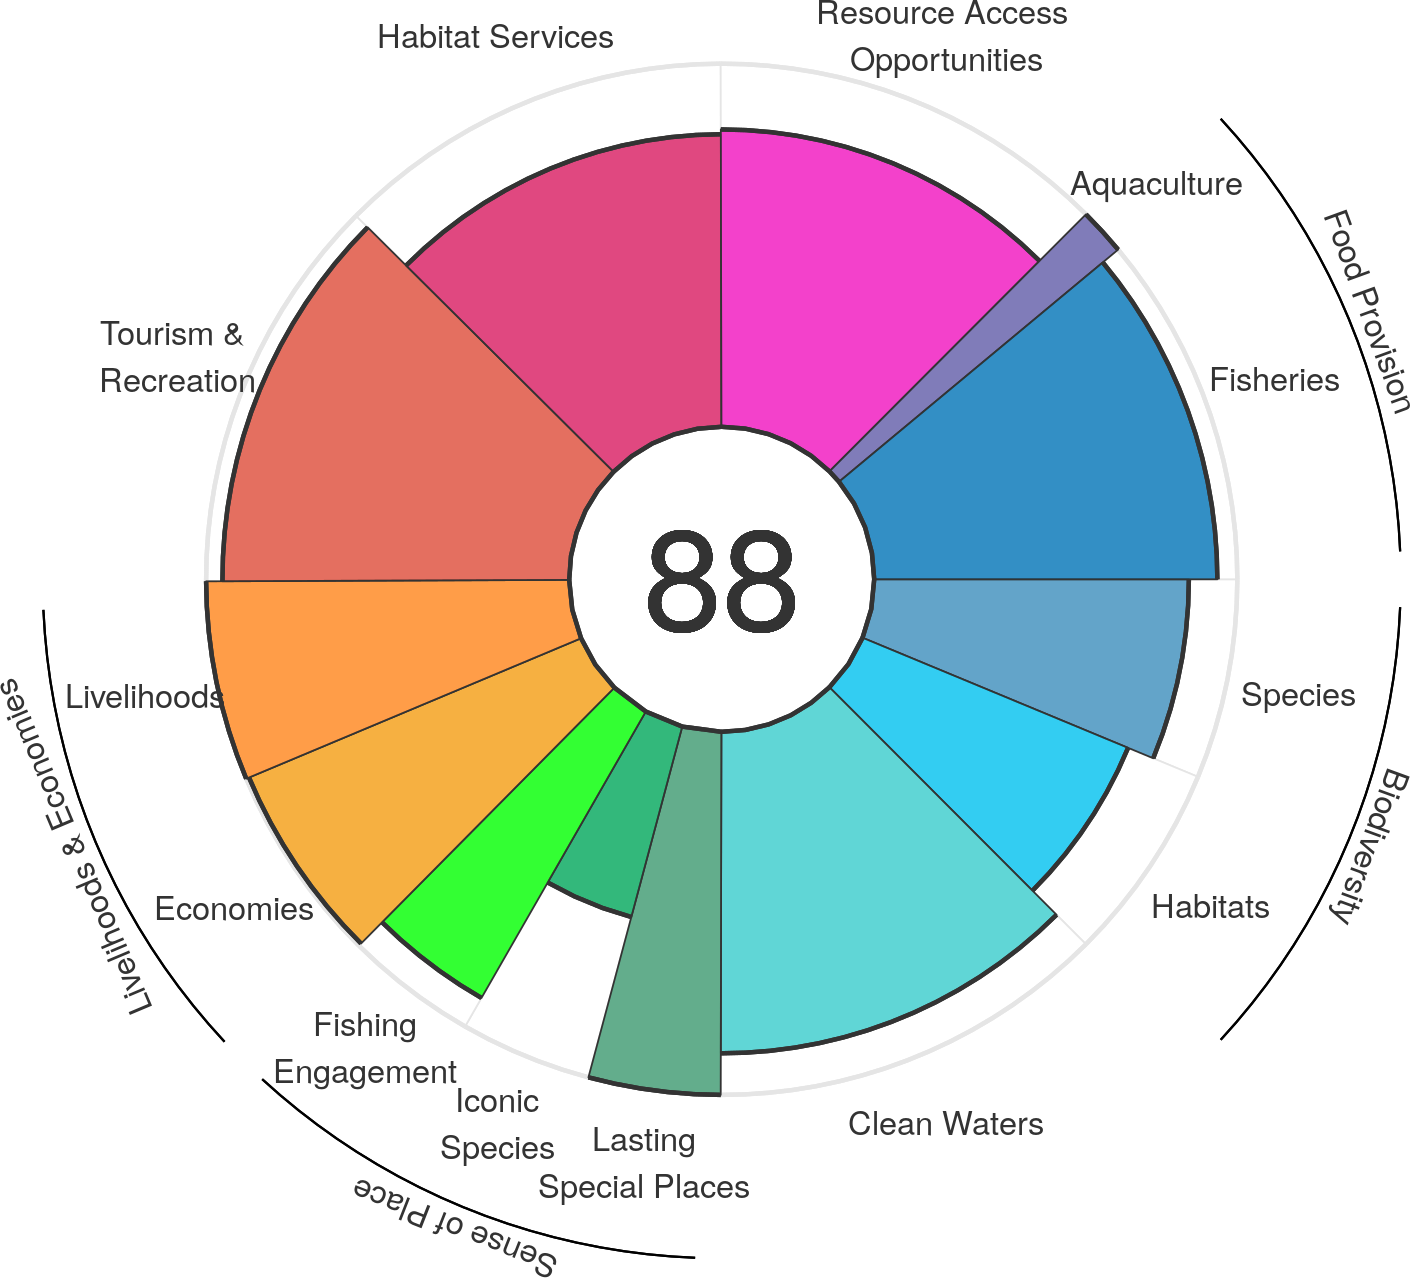 Resource Access
Opportunities
Habitat Services
Aquaculture
Food Provision
Tourism &
Recreation
Fisheries
88
Livelihoods
Species
Livelihoods & Economies
Biodiversity
Economies
Habitats
Fishing
Engagement
Iconic
Species
Lasting
Special Places
Clean Waters
Sense of Place